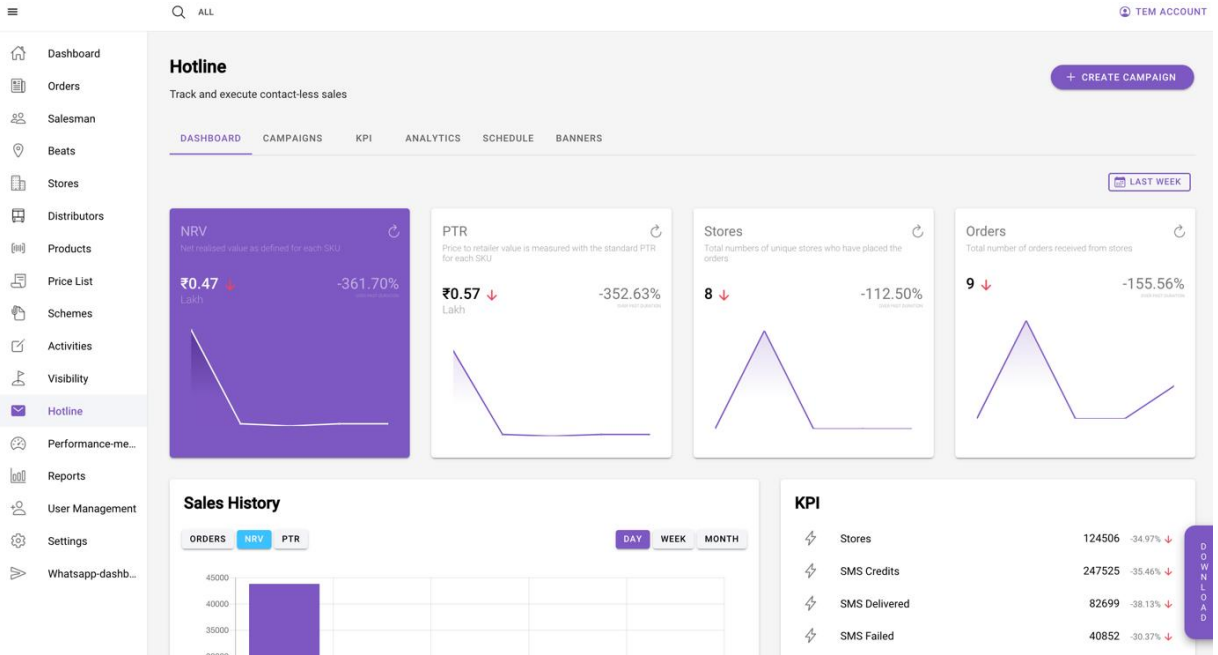 ALL
TEM ACCOUNT
Dashboard
Orders
Salesman
Beats
Stores
Distributors
Products
Price List
Schemes
Activities
Visibility
Hotline
Performance-me...
Reports
User Management
Settings
Whatsapp-dashb...
Hotline
Track and execute contact-less sales
+ CREATE CAMPAIGN
DASHBOARD CAMPAIGNS KPI ANALYTICS SCHEDULE BANNERS
LAST WEEK
NRV
Net realised value as defined for each SKU
₹0.47 -361.70%
Lakh
PTR
Price to retailer value is measured with the standard PTR
for each SKU
₹0.57 -352.63%
Lakh
Stores
Total numbers of unique stores who have placed the
orders
8 -112.50%
Orders
Total number of orders received from stores
9 -155.56%
Sales History
ORDERS NRV PTR
DAY WEEK MONTH
45000
40000
35000
KPI
Stores 124506 -34.97%
SMS Credits 247525 -35.46%
SMS Delivered 82699 -38.13%
SMS Failed 40852 -30.37%
DOWNLOAD